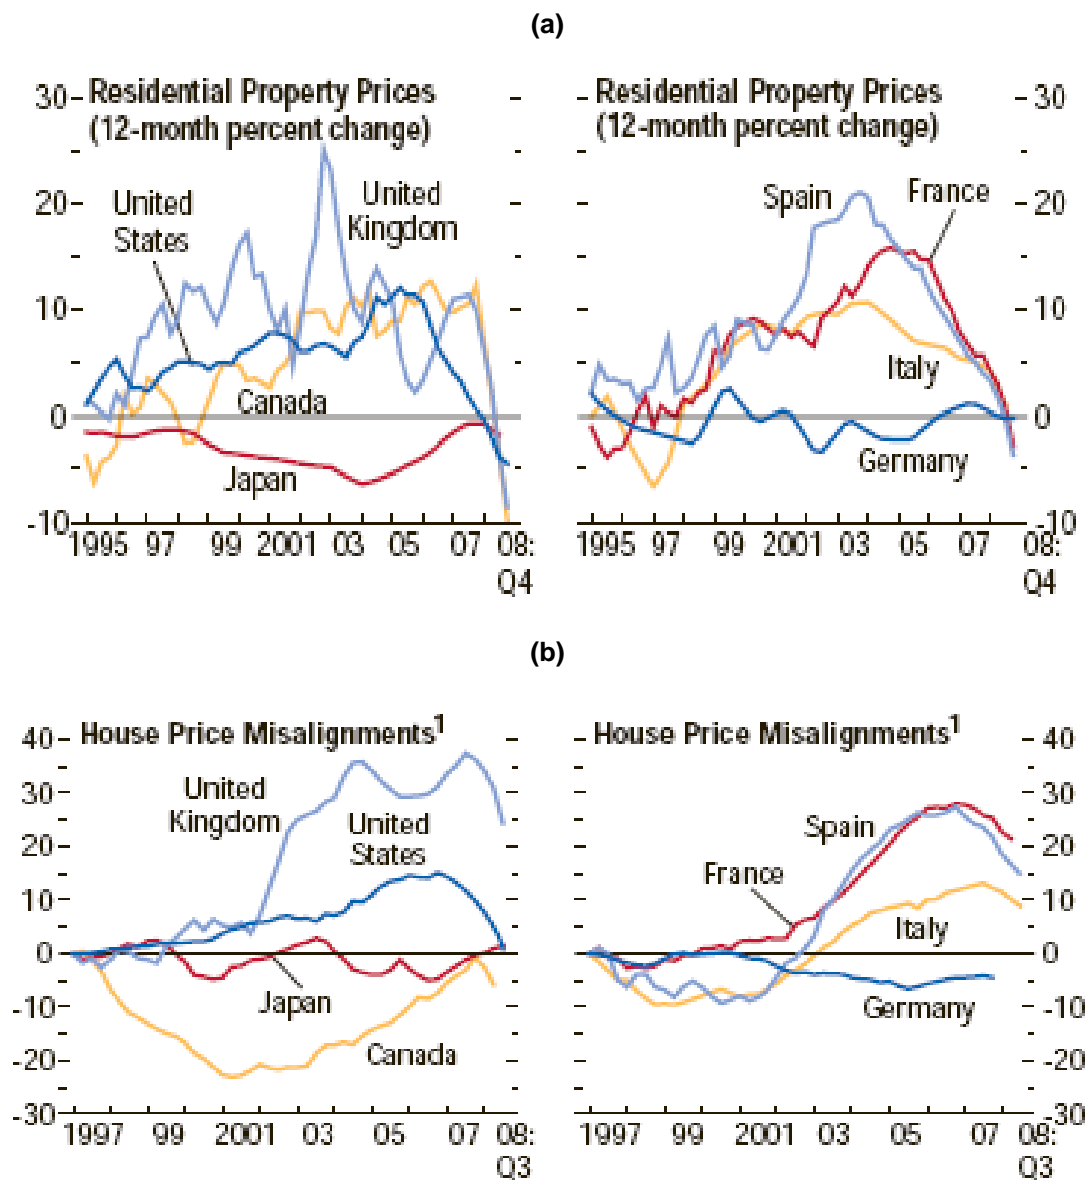 (a)
Residential Property Prices
(12-month percent change)
30
20
10
0
-10
United
States
United
Kingdom
Canada
Japan
1995 97 99 2001 03 05 07 08:
Q4
Residential Property Prices
(12-month percent change)
30
20
10
0
-10
Spain
France
Italy
Germany
1995 97 99 2001 03 05 07 08:
Q4
(b)
House Price Misalignments1
40
30
20
10
0
-10
-20
-30
United
Kingdom
United
States
Japan
Canada
1997 99 2001 03 05 07 08:
Q3
House Price Misalignments1
40
30
20
10
0
-10
-20
-30
Spain
France
Italy
Germany
1997 99 2001 03 05 07 08:
Q3